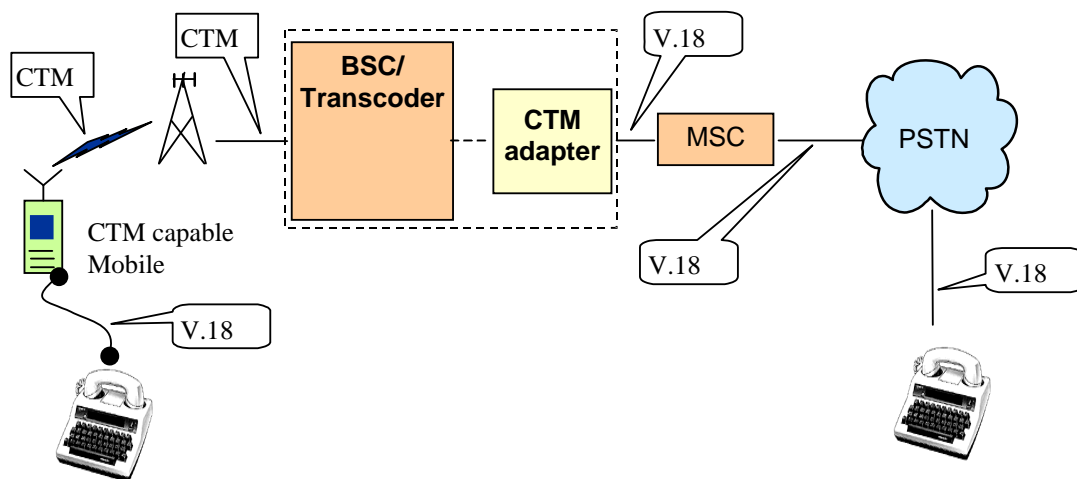 CTM
CTM
BSC/
Transcoder
CTM
adapter
V.18
MSC
PSTN
V.18
V.18
CTM capable
Mobile
V.18